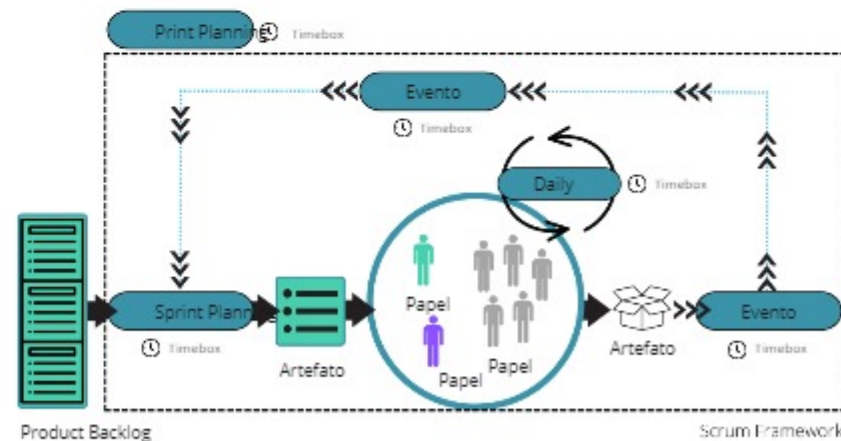 Print Planning
Timebox
Evento
Timebox
Daily
Timebox
Papel
Sprint Planning
Timebox
Artefato
Papel
Papel
Artefato
Evento
Timebox
Product Backlog
Scrum Framework